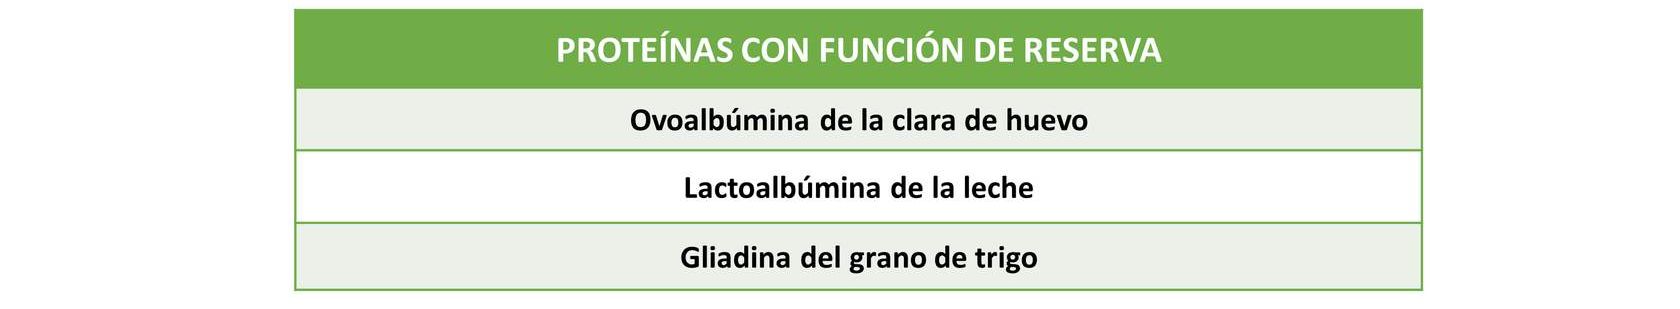 PROTEÍNAS CON FUNCIÓN DE RESERVA
Ovoalbúmina de la clara de huevo
Lactoalbúmina de la leche
Gliadina del grano de trigo